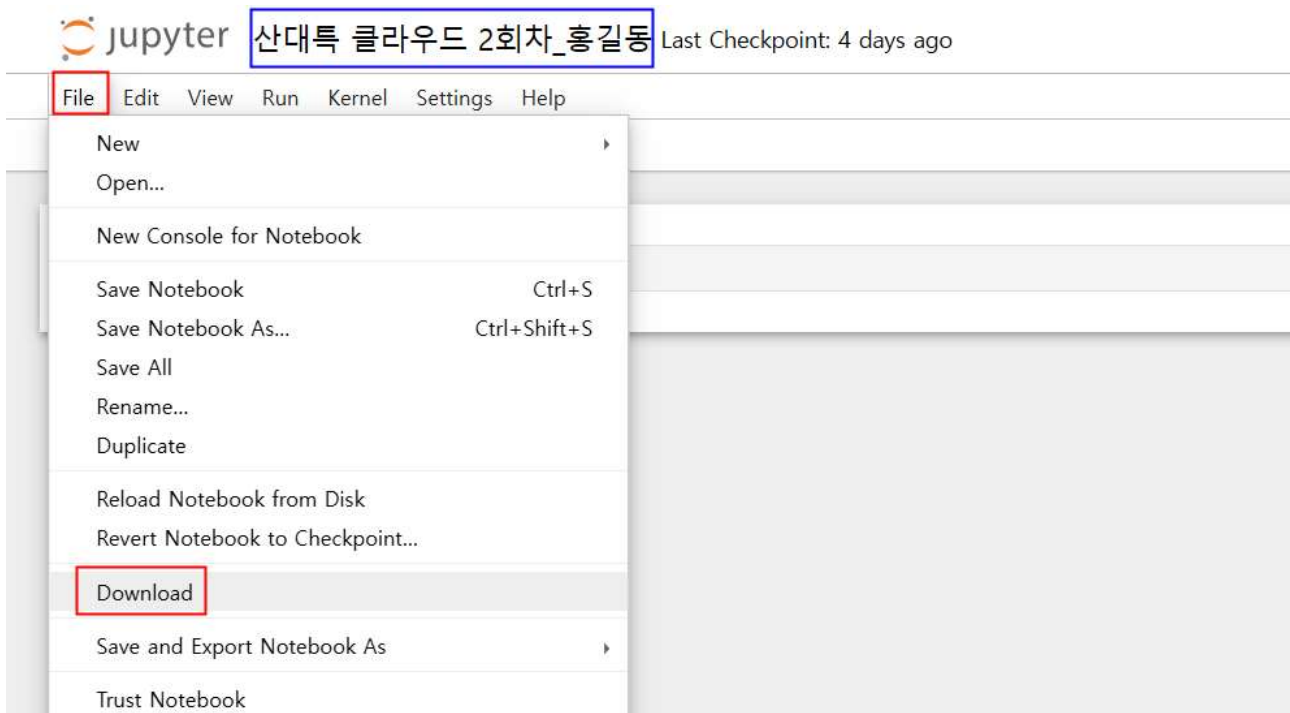 jupyter 산대특 클라우드 2회차_홍길동 Last Checkpoint: 4 days ago
File Edit View Run Kernel Settings Help
New
Open...
New Console for Notebook
Save Notebook Ctrl+S
Save Notebook As... Ctrl+Shift+S
Save All
Rename...
Duplicate
Reload Notebook from Disk
Revert Notebook to Checkpoint...
Download
Save and Export Notebook As
Trust Notebook